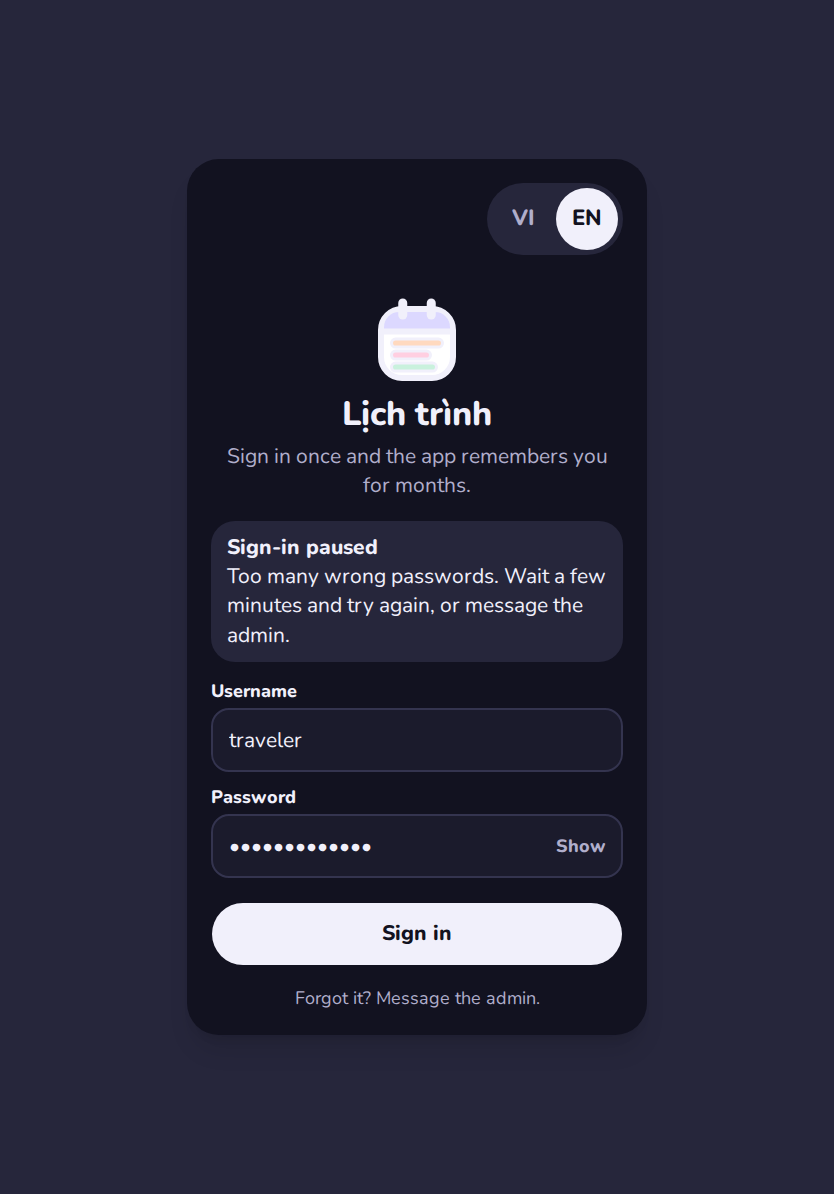 VI EN
Lịch trình
Sign in once and the app remembers you
for months.
Sign-in paused
Too many wrong passwords. Wait a few
minutes and try again, or message the
admin.
Username
traveler
Password
•••••••••••••
Show
Sign in
Forgot it? Message the admin.